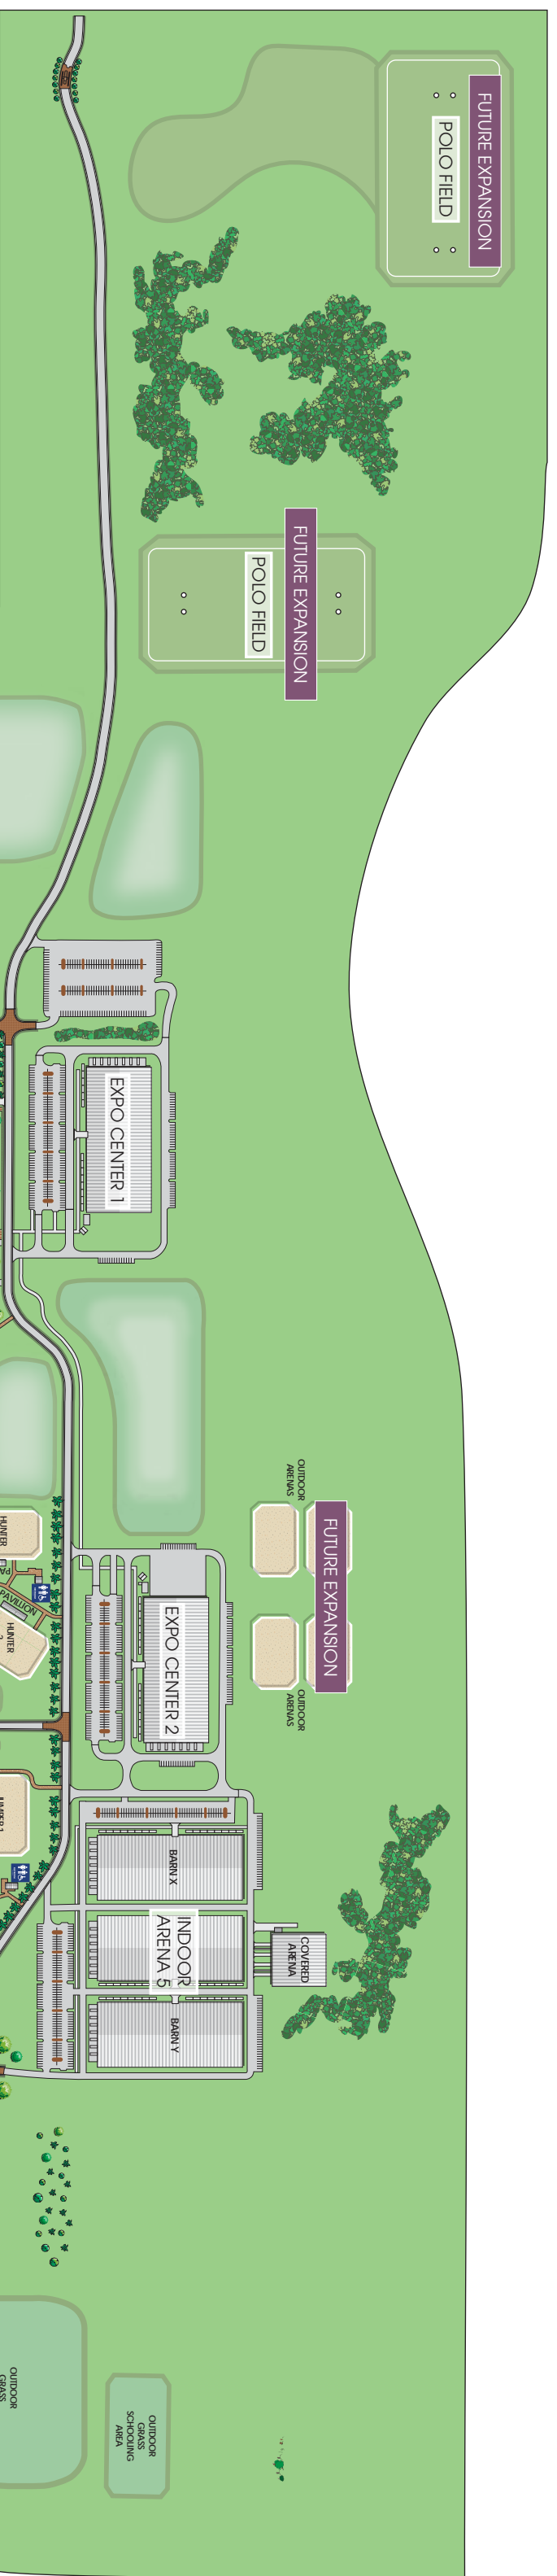 FUTURE EXPANSION
POLO FIELD
FUTURE EXPANSION
POLO FIELD
EXPO CENTER 1
OUTDOOR
ARENAS
FUTURE EXPANSION
HUNTER
PAVILLION
HUNTER
EXPO CENTER 2
OUTDOOR
ARENAS
BARN X
INDOOR
ARENA 5
COVERED
ARENA
BARN Y
OUTDOOR
GRASS
OUTDOOR
GRASS
SCHOOLING
AREA